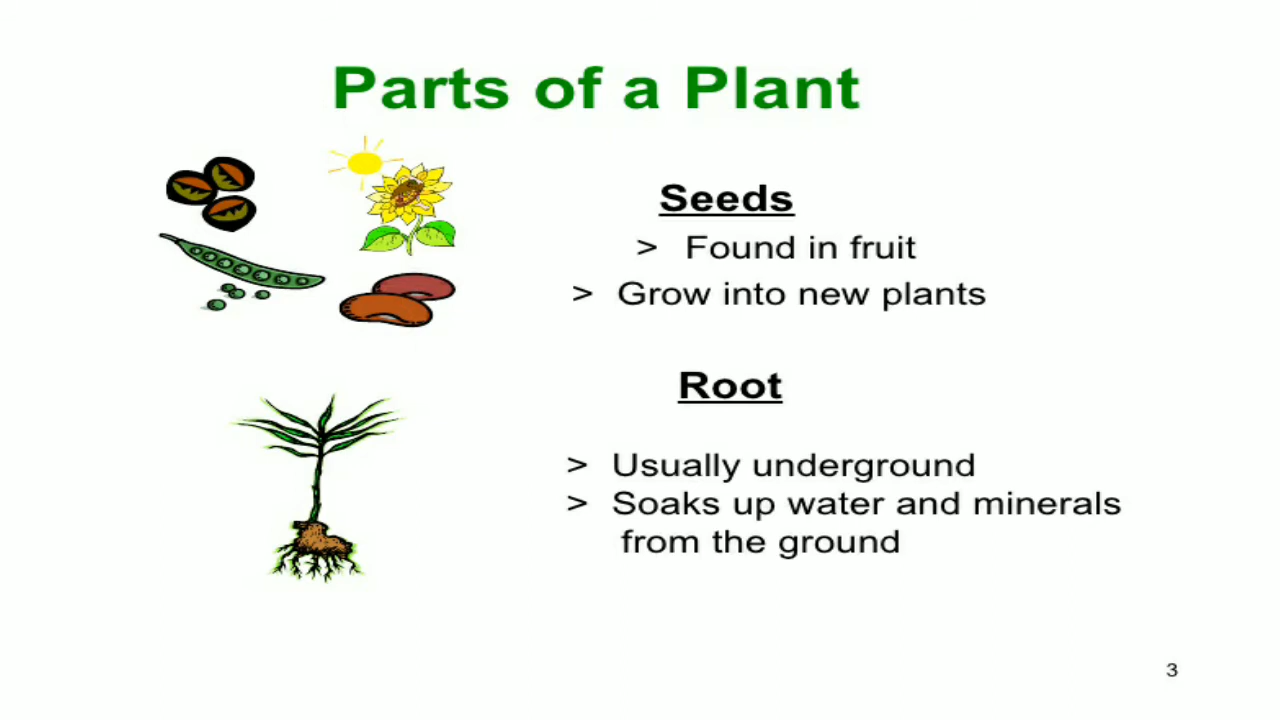 Parts of a Plant
Seeds
> Found in fruit
> Grow into new plants
Root
> Usually underground
> Soaks up water and minerals
from the ground
3